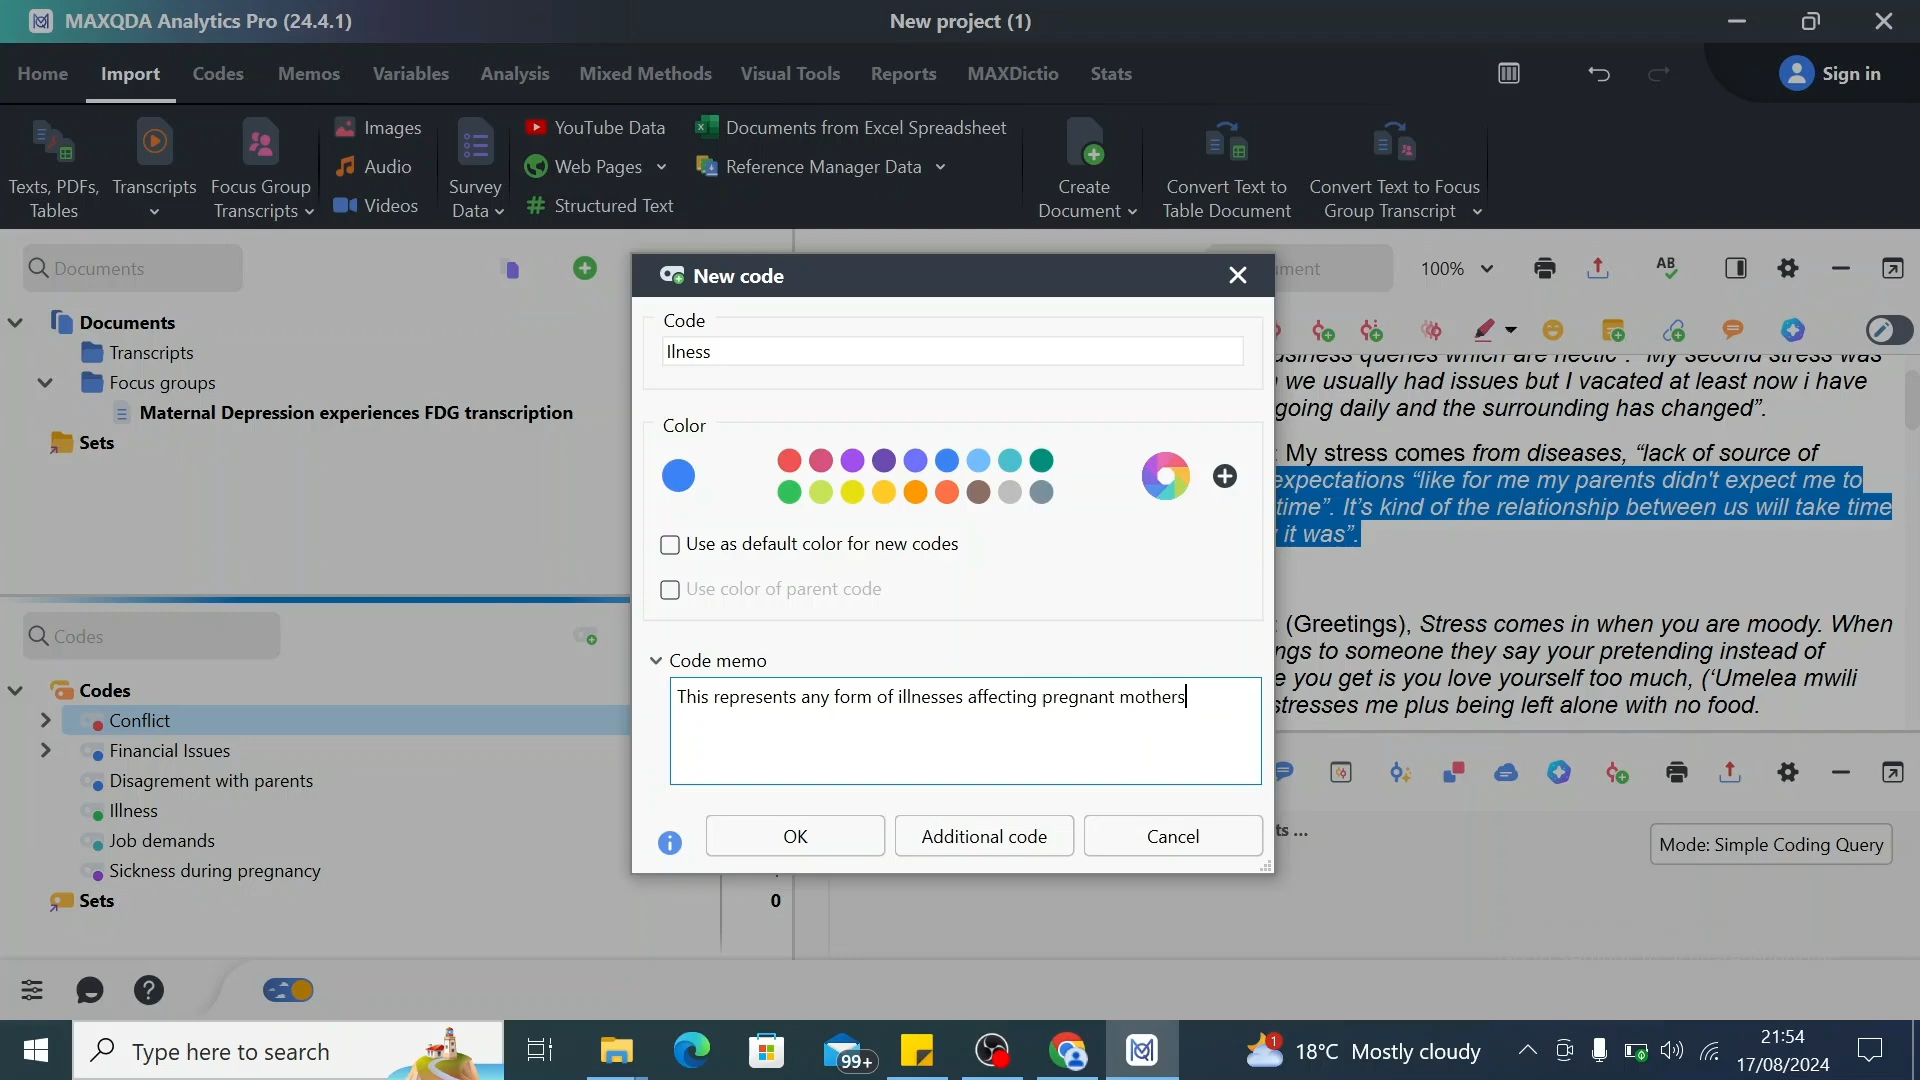 MAXQDA Analytics Pro (24.4.1)
New project (1)
Home Import Codes Memos Variables Analysis Mixed Methods Visual Tools Reports MAXDictio Stats
Sign in
Texts, PDFs,
Tables
Transcripts
Focus Group
Transcripts
Images
Audio
Videos
Survey
Data
YouTube Data
Web Pages
Structured Text
Documents from Excel Spreadsheet
Reference Manager Data
Create
Document
Convert Text to
Table Document
Convert Text to Focus
Group Transcript
Documents
Documents
Transcripts
Focus groups
Maternal Depression experiences FDG transcription
Sets
Codes
Codes
Conflict
Financial Issues
Disagrement with parents
Illness
Job demands
Sickness during pregnancy
Sets
0
New code
Code
Ilness
Color
Use as default color for new codes
Use color of parent code
Code memo
This represents any form of illnesses affecting pregnant mothers
OK
Additional code
Cancel
100%
AB
queries which are hectic". "My second stress was
we usually had issues but I vacated at least now i have
going daily and the surrounding has changed".
: My stress comes from diseases, "lack of source of
expectations "like for me my parents didn't expect me to
time". It's kind of the relationship between us will take time
it was".
: (Greetings), Stress comes in when you are moody. When
to someone they say your pretending instead of
you get is you love yourself too much, ('Umelea mwili
stresses me plus being left alone with no food.
Mode: Simple Coding Query
Type here to search
99+
1
18°C Mostly cloudy
21:54
17/08/2024